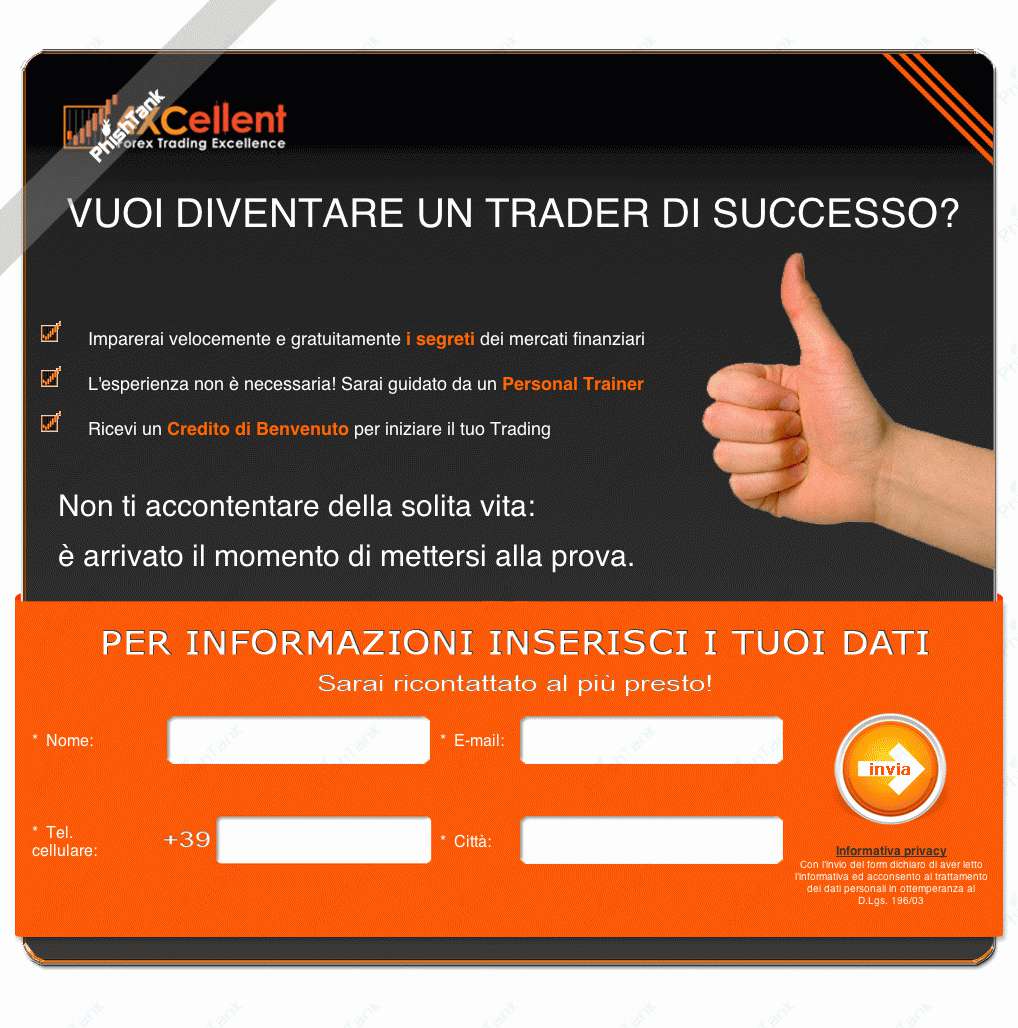 PhishTank
4XCellent
Forex Trading Excellence
VUOI DIVENTARE UN TRADER DI SUCCESSO?
Imparerai velocemente e gratuitamente i segreti dei mercati finanziari
L'esperienza non è necessaria! Sarai guidato da un Personal Trainer
Ricevi un Credito di Benvenuto per iniziare il tuo Trading
Non ti accontentare della solita vita:
è arrivato il momento di mettersi alla prova.
PER INFORMAZIONI INSERISCI I TUOI DATI
Sarai ricontattato al più presto!
* Nome:
* E-mail:
invia
* Tel.
cellulare:
+39
* Città:
Informativa privacy
Con l'invio del form dichiaro di aver letto
l'informativa ed acconsento al trattamento
dei dati personali in ottemperanza al
D.Lgs. 196/03